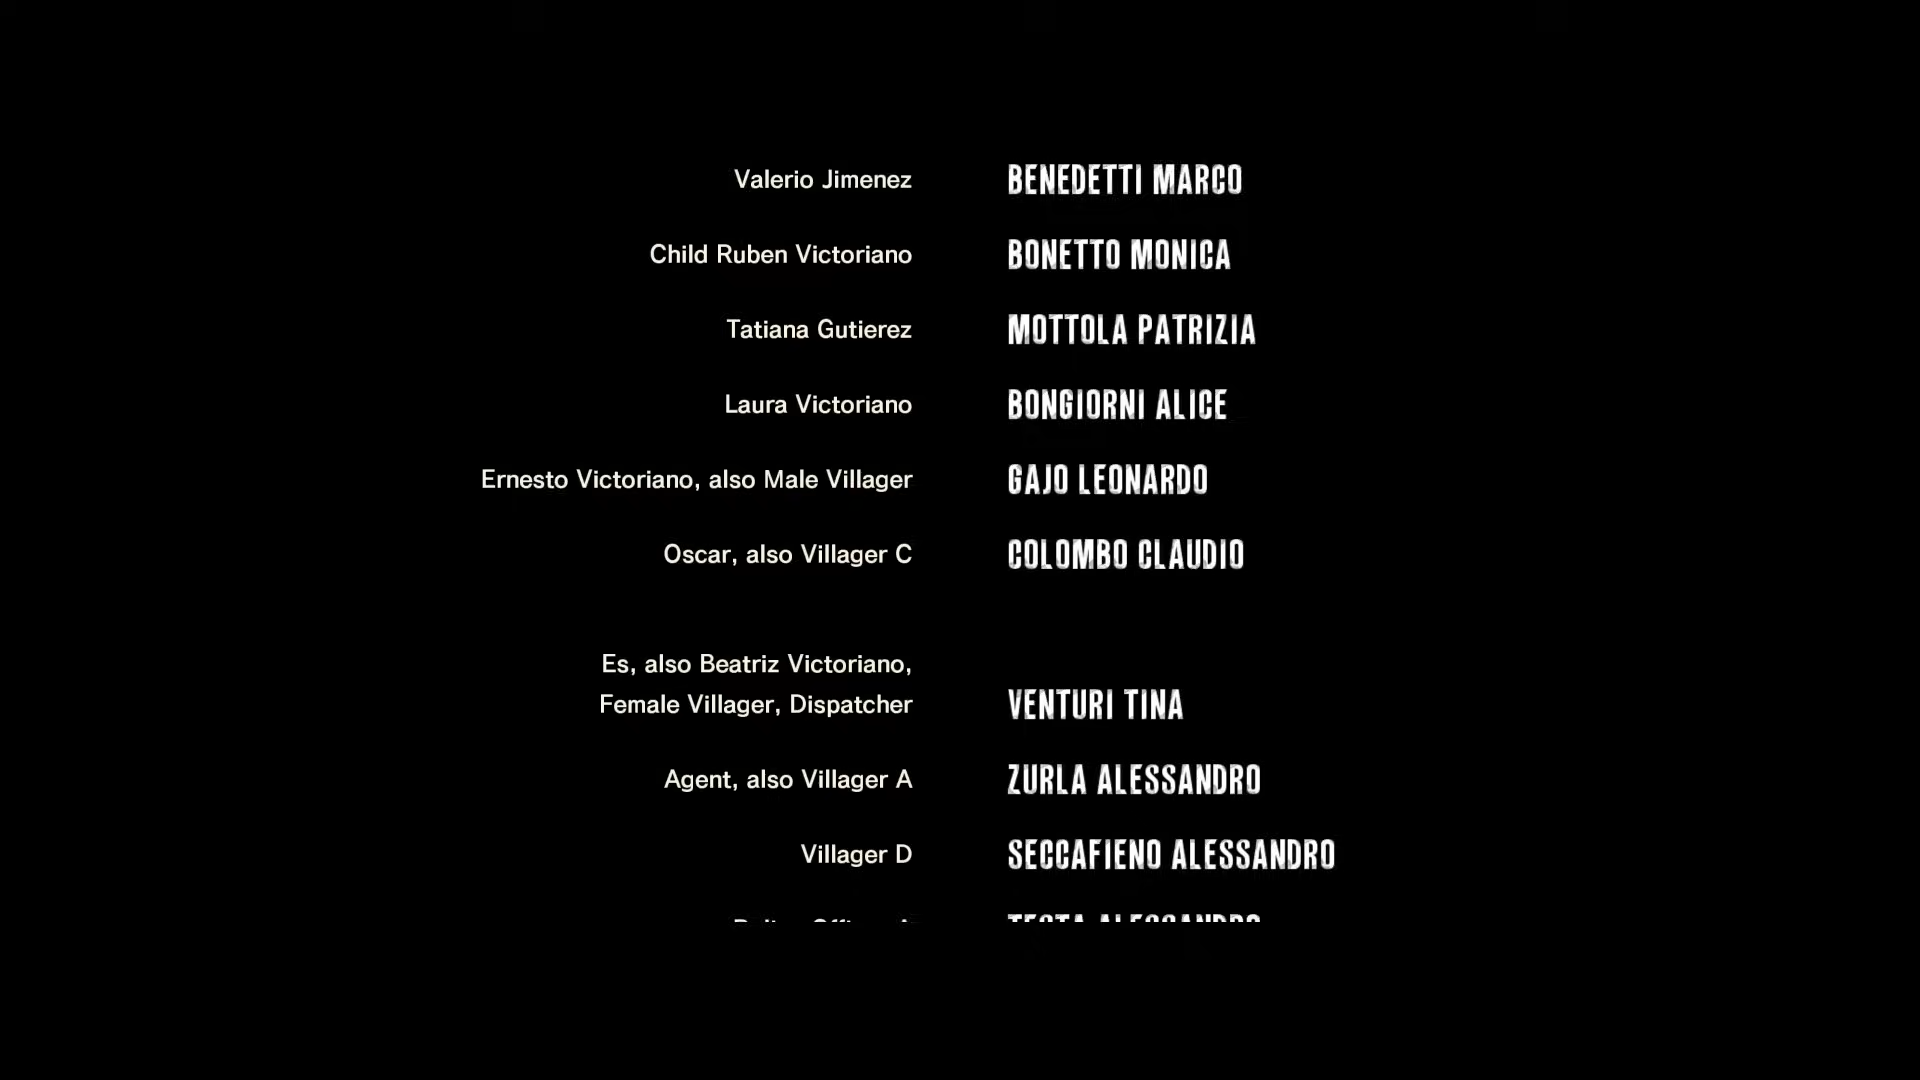 Valerio Jimenez BENEDETTI MARCO
Child Ruben Victoriano BONETTO MONICA
Tatiana Gutierez MOTTOLA PATRIZIA
Laura Victoriano BONGIORNI ALICE
Ernesto Victoriano, also Male Villager GAJO LEONARDO
Oscar, also Villager C COLOMBO CLAUDIO
Es, also Beatriz Victoriano,
Female Villager, Dispatcher VENTURI TINA
Agent, also Villager A ZURLA ALESSANDRO
Villager D SECCAFIENO ALESSANDRO
TESTA ALESSANDRO